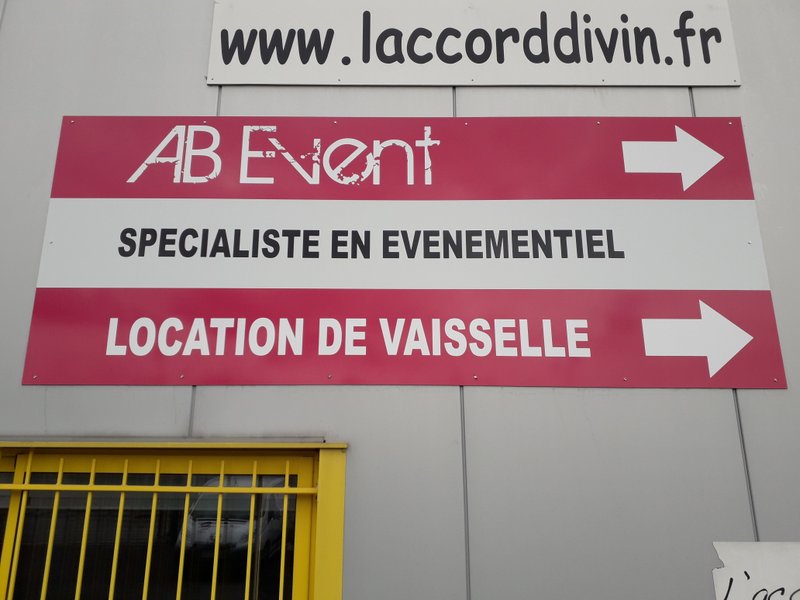 www.laccorddivin.fr
AB Event
SPECIALISTE EN EVENEMENTIEL
LOCATION DE VAISSELLE